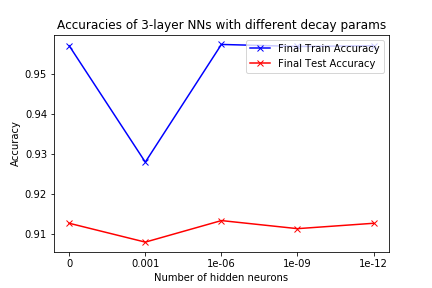 Accuracies of 3-layer NNs with different decay params
Final Train Accuracy
Final Test Accuracy
Accuracy
0.95
0.94
0.93
0.92
0.91
0
0.001
1e-06
1e-09
1e-12
Number of hidden neurons